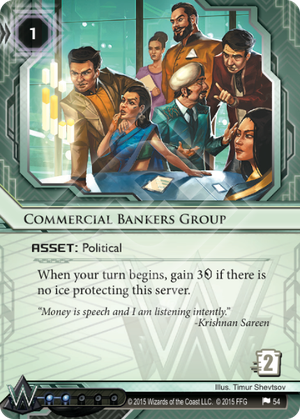 1
COMMERCIAL BANKERS GROUP
ASSET: Political
When your turn begins, gain 3 if there is
no ice protecting this server.
"Money is speech and I am listening intently."
-Krishnan Sareen
2
Illus. Timur Shevtsov
© 2015 Wizards of the Coast LLC. © 2015 FFG 54